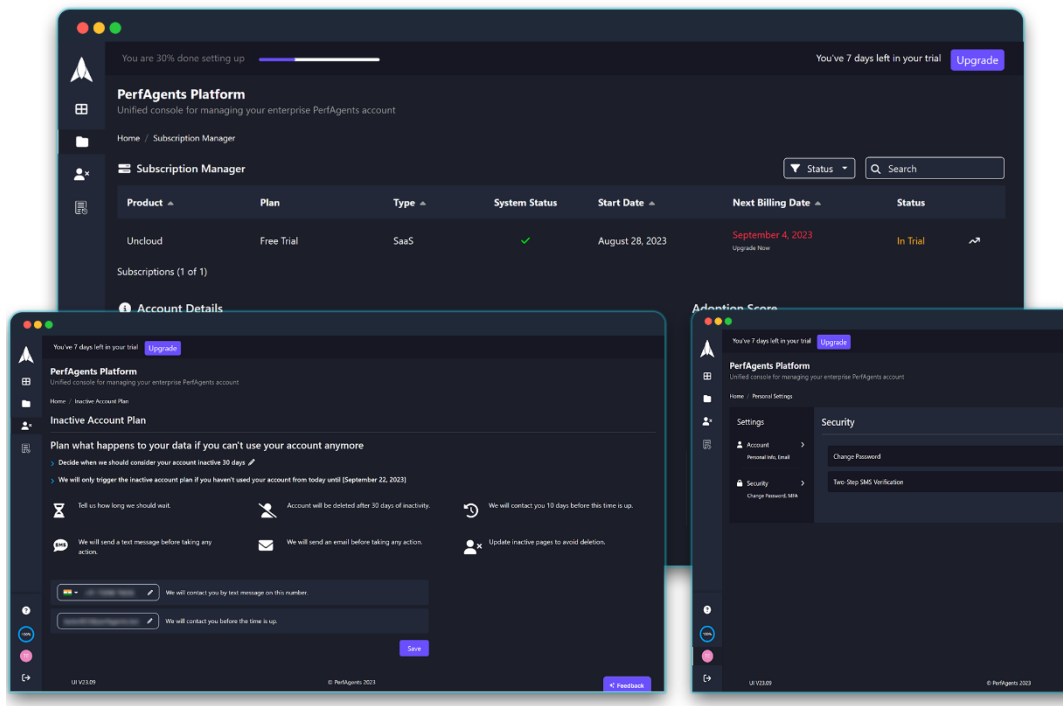 You are 30% done setting up
You've 7 days left in your trial Upgrade
PerfAgents Platform
Unified console for managing your enterprise PerfAgents account
Home / Subscription Manager
Subscription Manager
Status
Search
Product Plan Type System Status Start Date Next Billing Date Status
Uncloud Free Trial SaaS August 28, 2023 September 4, 2023 In Trial
Upgrade Now
Subscriptions (1 of 1)
Account Details
Adoption Score
You've 7 days left in your trial Upgrade
PerfAgents Platform
Unified console for managing your enterprise PerfAgents account
Home / Inactive Account Plan
Inactive Account Plan
Plan what happens to your data if you can't use your account anymore
Decide when we should consider your account inactive 30 days
We will only trigger the inactive account plan if you haven't used your account from today until [September 22, 2023]
Tell us how long we should wait.
Account will be deleted after 30 days of inactivity.
We will contact you 10 days before this time is up.
SMS
We will send a text message before taking any
action.
We will send an email before taking any action.
Update inactive pages to avoid deletion.
We will contact you by text message on this number.
We will contact you before the time is up.
Save
100%
UI V23.09
© PerfAgents 2023
Feedback
You've 7 days left in your trial Upgrade
PerfAgents Platform
Unified console for managing your enterprise PerfAgents account
Home / Personal Settings
Settings
Account
Personal Info, Email
Security
Change Password, MFA
Security
Change Password
Two-Step SMS Verification
100%
UI V23.09
© PerfAgents 2023